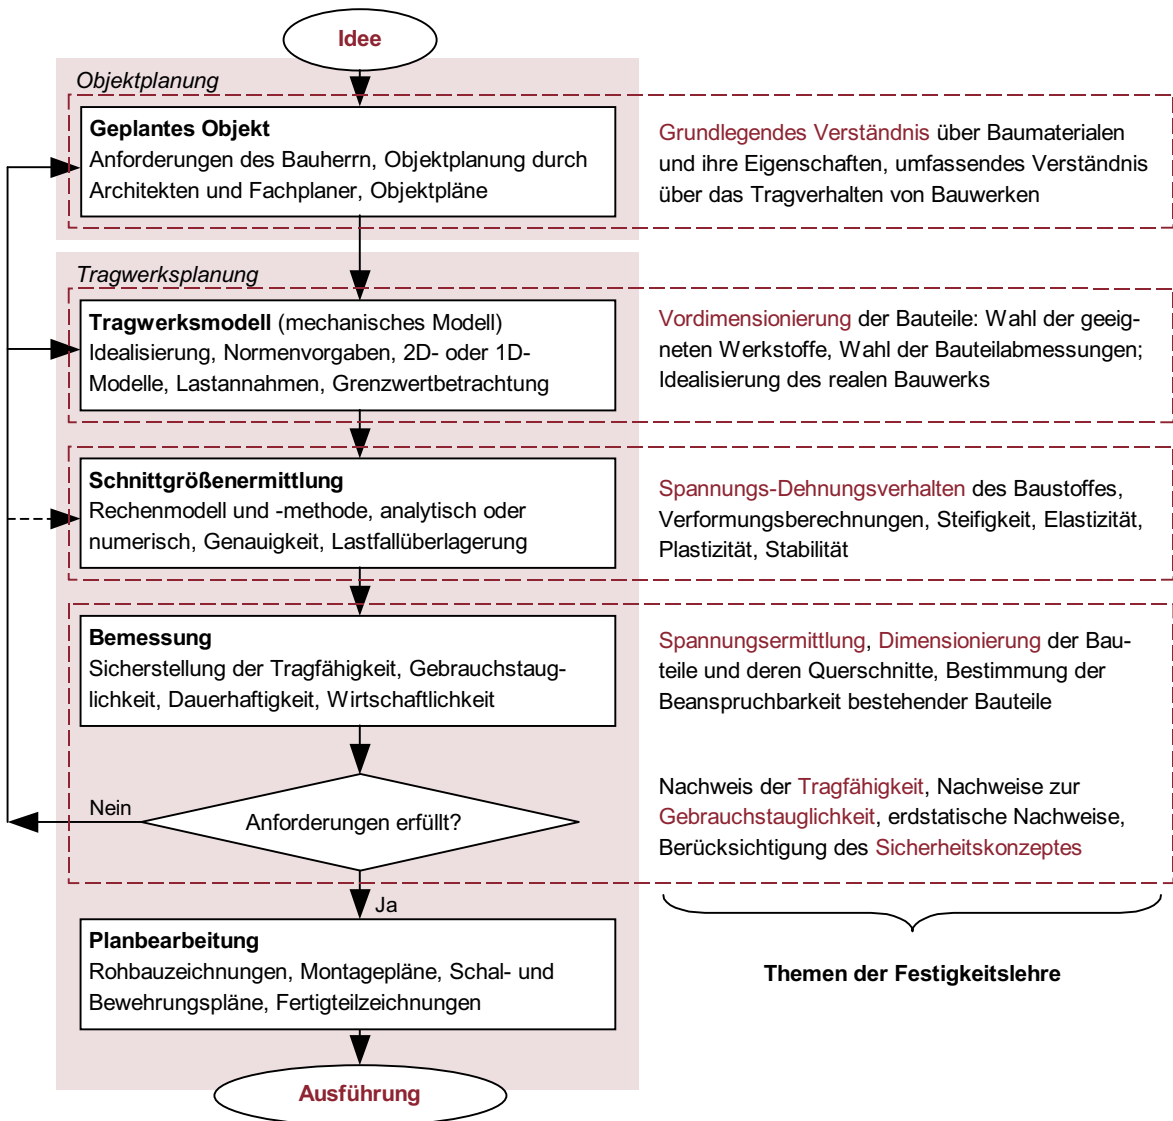 Idee
Objektplanung
Geplantes Objekt
Anforderungen des Bauherrn, Objektplanung durch
Architekten und Fachplaner, Objektpläne
Grundlegendes Verständnis über Baumaterialen
und ihre Eigenschaften, umfassendes Verständnis
über das Tragverhalten von Bauwerken
Tragwerksplanung
Tragwerksmodell (mechanisches Modell)
Idealisierung, Normenvorgaben, 2D- oder 1D-
Modelle, Lastannahmen, Grenzwertbetrachtung
Vordimensionierung der Bauteile: Wahl der geeig-
neten Werkstoffe, Wahl der Bauteilabmessungen;
Idealisierung des realen Bauwerks
Schnittgrößenermittlung
Rechenmodell und -methode, analytisch oder
numerisch, Genauigkeit, Lastfallüberlagerung
Spannungs-Dehnungsverhalten des Baustoffes,
Verformungsberechnungen, Steifigkeit, Elastizität,
Plastizität, Stabilität
Bemessung
Sicherstellung der Tragfähigkeit, Gebrauchstaug-
lichkeit, Dauerhaftigkeit, Wirtschaftlichkeit
Spannungsermittlung, Dimensionierung der Bau-
teile und deren Querschnitte, Bestimmung der
Beanspruchbarkeit bestehender Bauteile
Nein
Anforderungen erfüllt?
Nachweis der Tragfähigkeit, Nachweise zur
Gebrauchstauglichkeit, erdstatische Nachweise,
Berücksichtigung des Sicherheitskonzeptes
Ja
Planbearbeitung
Rohbauzeichnungen, Montagepläne, Schal- und
Bewehrungspläne, Fertigteilzeichnungen
Themen der Festigkeitslehre
Ausführung